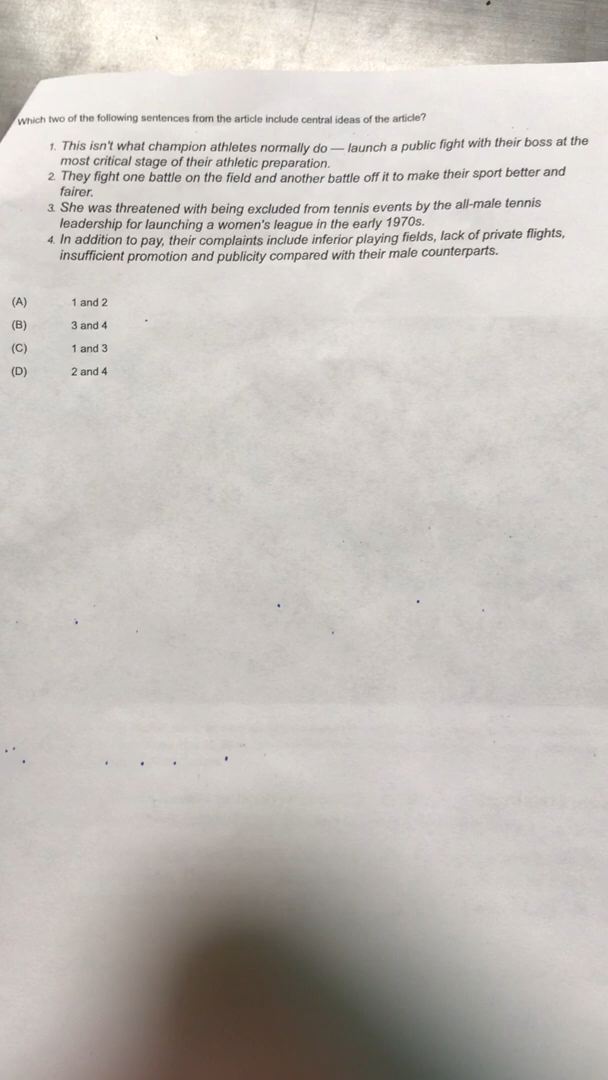 Which two of the following sentences from the article include central ideas of the article?
1. This isn't what champion athletes normally do — launch a public fight with their boss at the
most critical stage of their athletic preparation.
2. They fight one battle on the field and another battle off it to make their sport better and
fairer.
3. She was threatened with being excluded from tennis events by the all-male tennis
leadership for launching a women's league in the early 1970s.
4. In addition to pay, their complaints include inferior playing fields, lack of private flights,
insufficient promotion and publicity compared with their male counterparts.
(A) 1 and 2
(B) 3 and 4
(C) 1 and 3
(D) 2 and 4